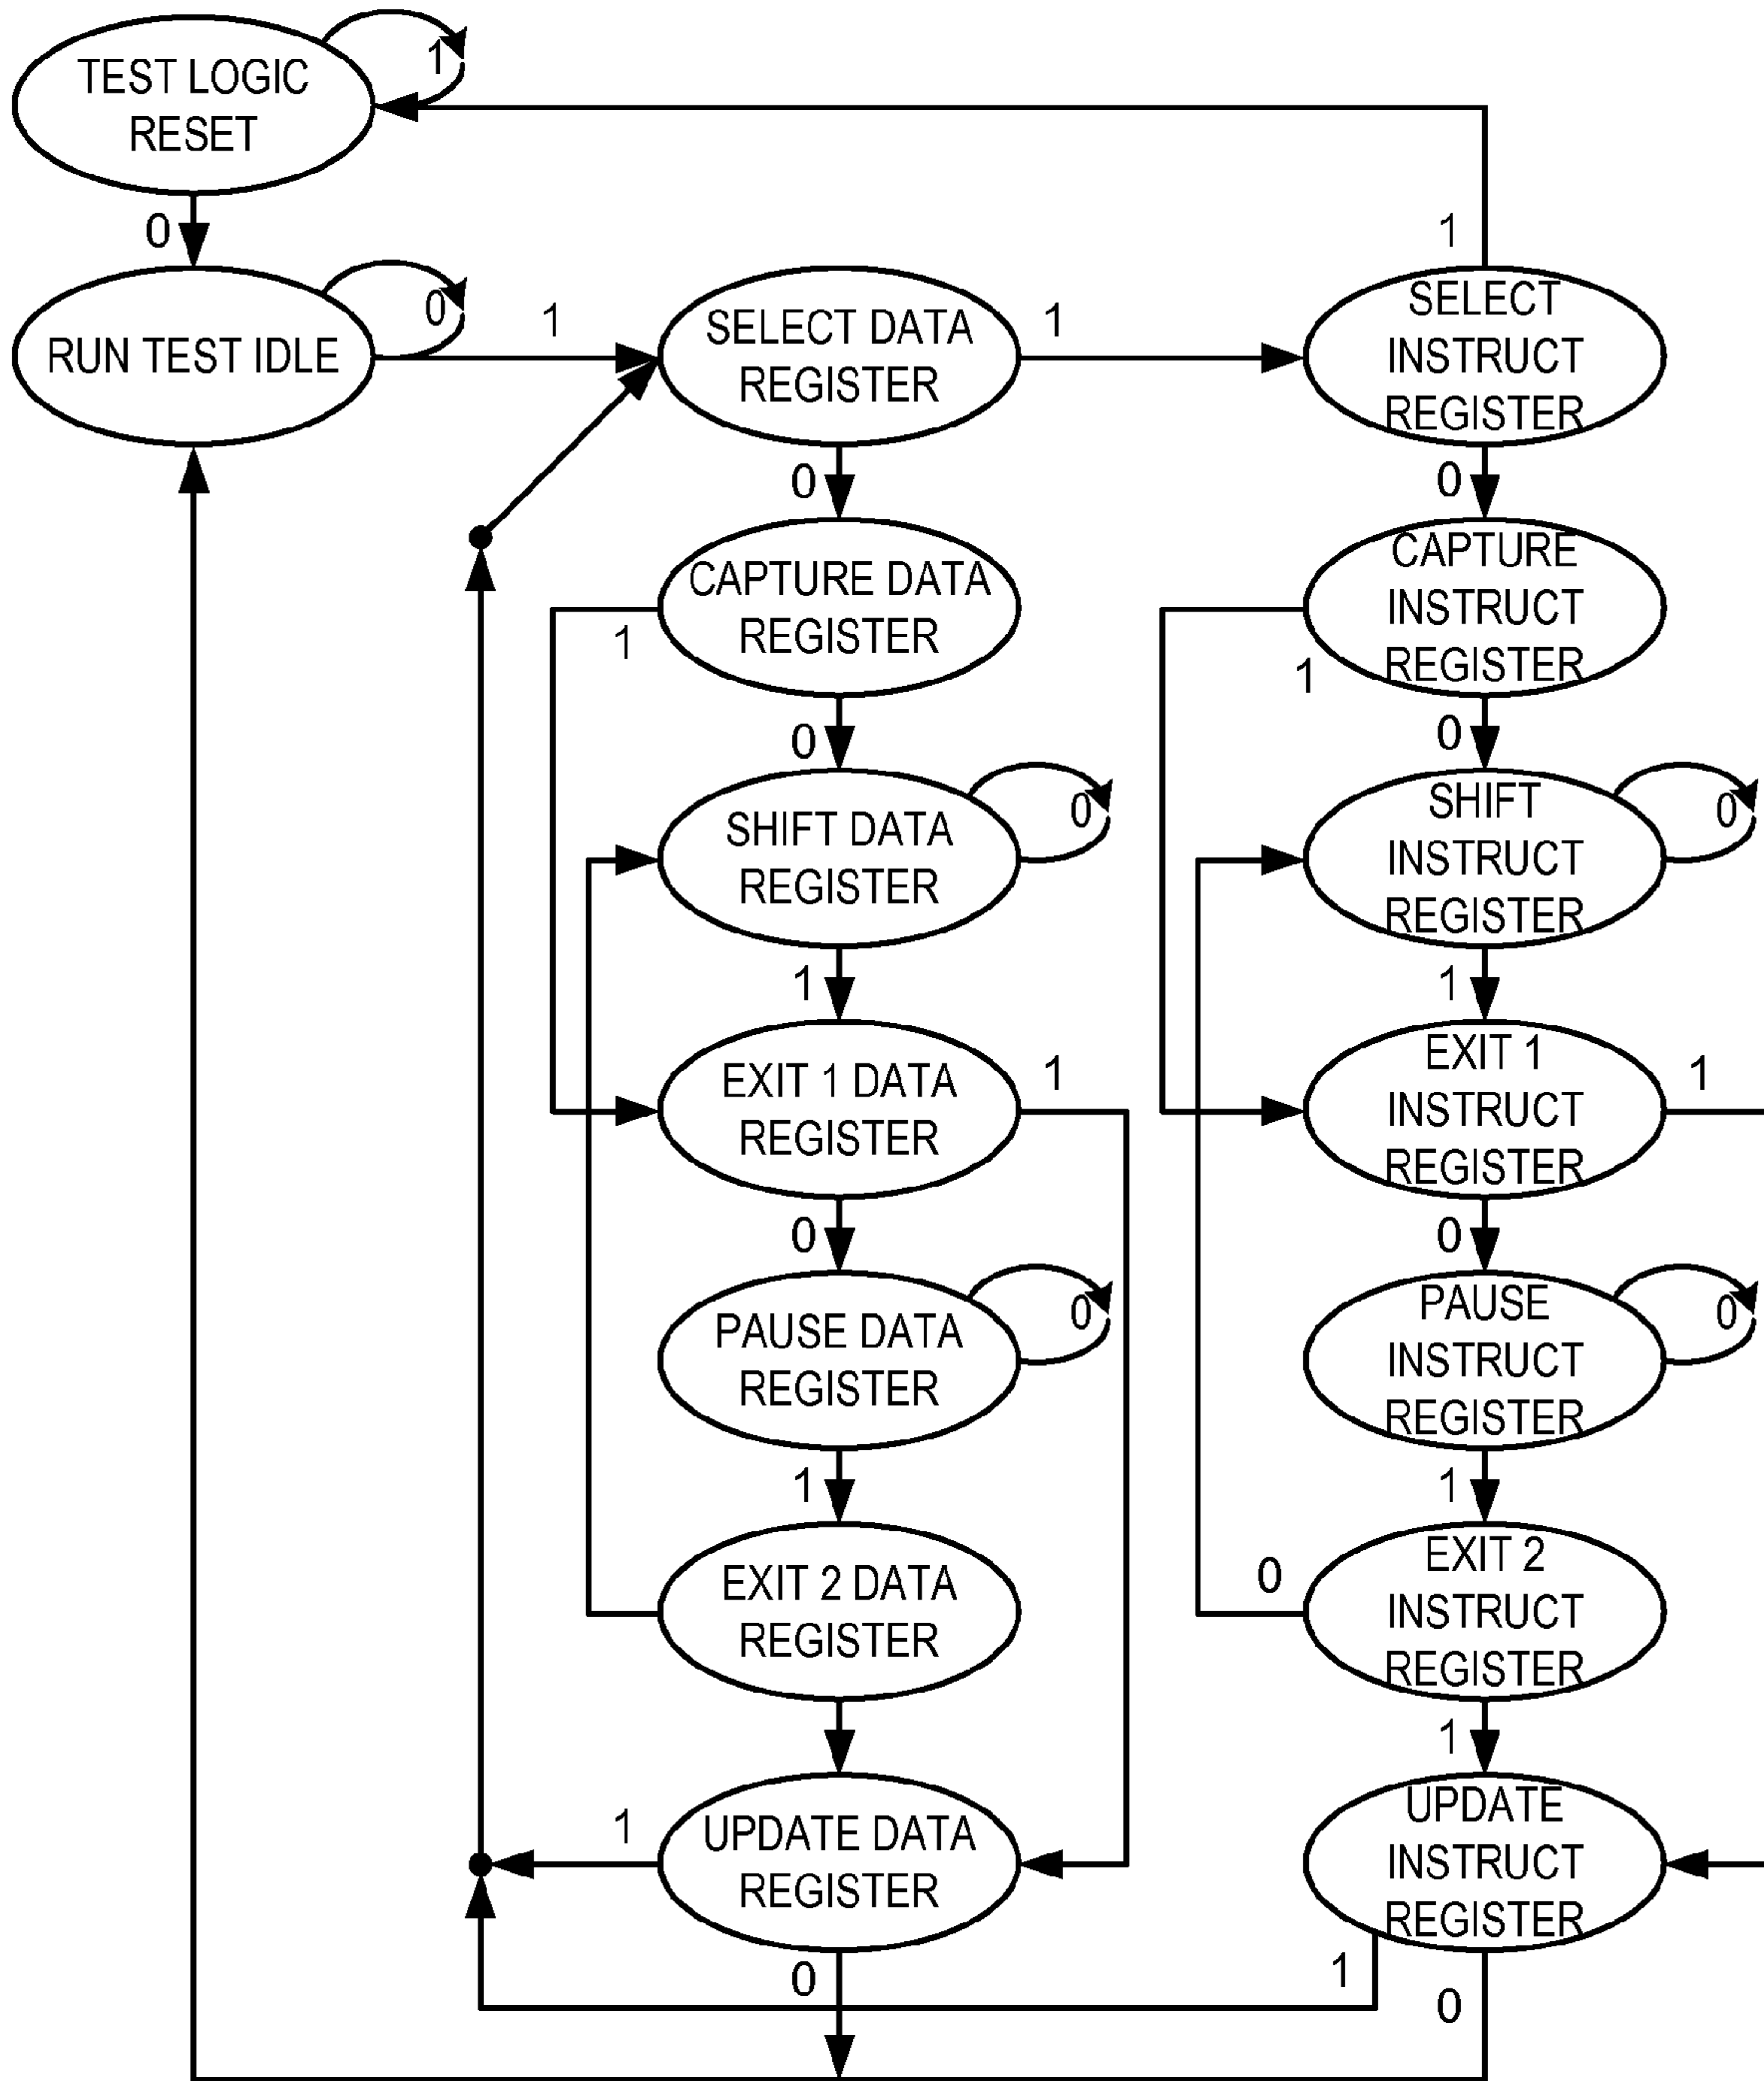 TEST LOGIC
RESET
1
0
1
RUN TEST IDLE
0
1
SELECT DATA
REGISTER
1
SELECT
INSTRUCT
REGISTER
0
0
CAPTURE DATA
REGISTER
1
CAPTURE
INSTRUCT
REGISTER
1
0
0
SHIFT DATA
REGISTER
0
SHIFT
INSTRUCT
REGISTER
0
1
1
EXIT 1 DATA
REGISTER
1
EXIT 1
INSTRUCT
REGISTER
1
0
0
PAUSE DATA
REGISTER
0
PAUSE
INSTRUCT
REGISTER
0
1
1
EXIT 2 DATA
REGISTER
0
EXIT 2
INSTRUCT
REGISTER
1
1
UPDATE DATA
REGISTER
UPDATE
INSTRUCT
REGISTER
0
1
0